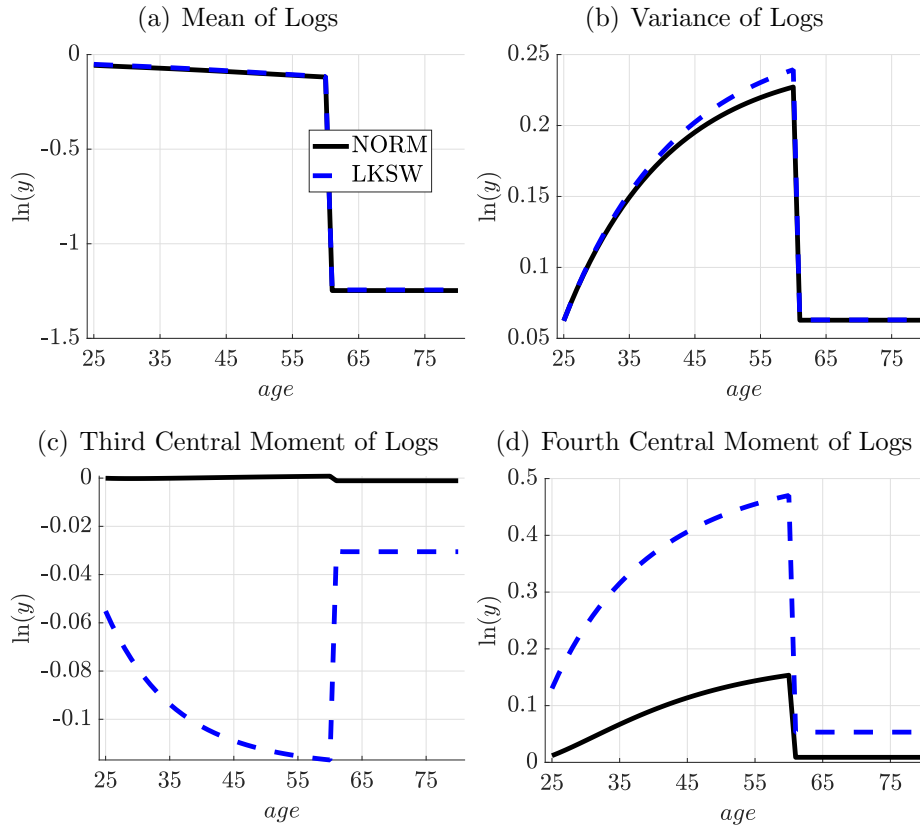 (a) Mean of Logs
0
-0.5
-1
-1.5
ln(y)
25 35 45 55 65 75
age
NORM
LKSW
(b) Variance of Logs
0.25
0.2
0.15
0.1
0.05
ln(y)
25 35 45 55 65 75
age
(c) Third Central Moment of Logs
0
-0.02
-0.04
-0.06
-0.08
-0.1
ln(y)
25 35 45 55 65 75
age
(d) Fourth Central Moment of Logs
0.5
0.4
0.3
0.2
0.1
0
ln(y)
25 35 45 55 65 75
age